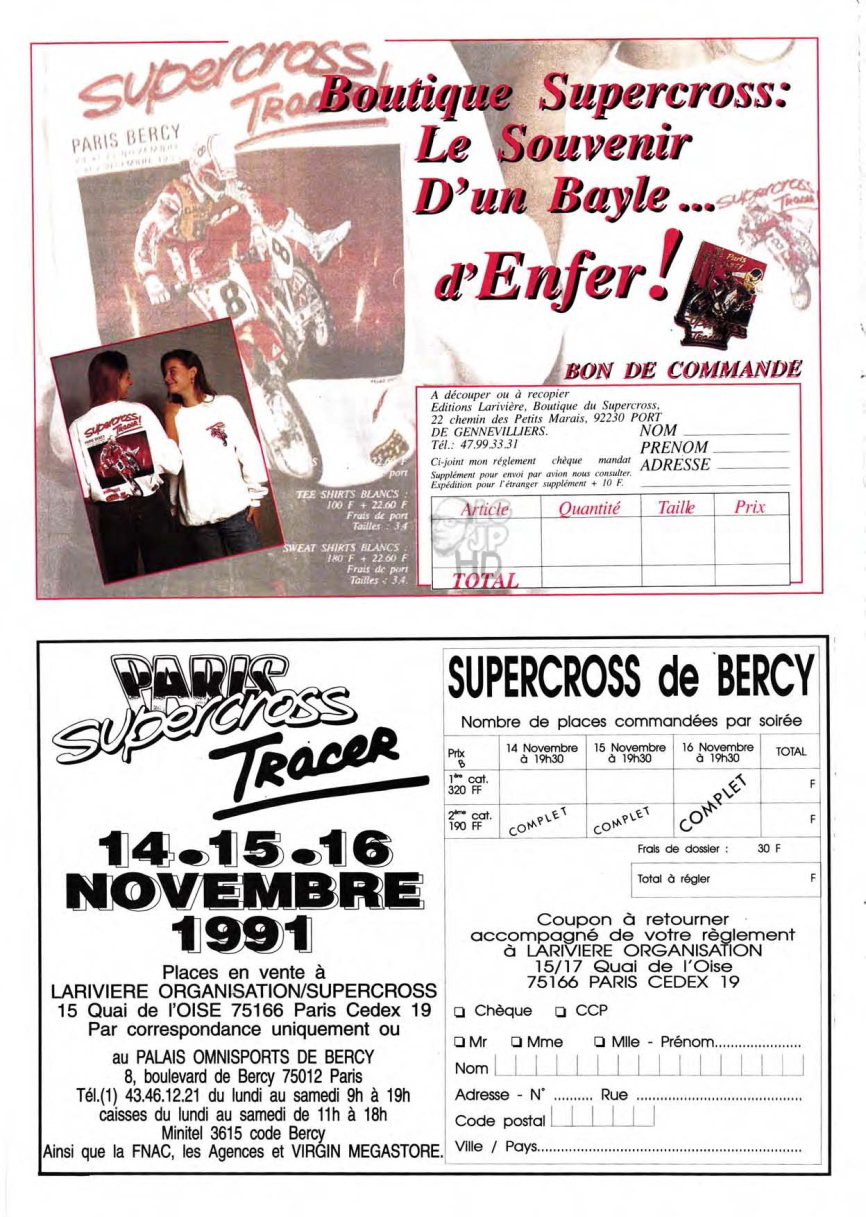 Supercross
Tracer!
PARIS BERCY
Boutique Supercross:
Le Souvenir
D'un Bayle...
d'Enfer!
Supercross
Tracer
8
8
BON DE COMMANDE
A découper ou à recopier
Editions Larivière, Boutique du Supercross,
22 chemin des Petits Marais, 92230 PORT
DE GENNEVILLIERS.
Tél.: 47.99.33.31
Ci-joint mon réglement chèque mandat
Supplément pour envoi par avion nous consulter.
Expédition pour l'étranger supplément + 10 F.
NOM
PRENOM
ADRESSE
Article Quantité Taille Prix
TOTAL
Supercross
Tracer!
port
TEE SHIRTS BLANCS :
100 F + 22.60 F
Frais de port
Tailles : 3,4
SWEAT SHIRTS BLANCS :
180 F + 22.60 F
Frais de port
Tailles : 3,4.
JP
HD
PARIS
Supercross
TRACER
14.15.16
NOVEMBRE
1991
Places en vente à
LARIVIERE ORGANISATION/SUPERCROSS
15 Quai de l'OISE 75166 Paris Cedex 19
Par correspondance uniquement ou
au PALAIS OMNISPORTS DE BERCY
8, boulevard de Bercy 75012 Paris
Tél.(1) 43.46.12.21 du lundi au samedi 9h à 19h
caisses du lundi au samedi de 11h à 18h
Minitel 3615 code Bercy
Ainsi que la FNAC, les Agences et VIRGIN MEGASTORE.
SUPERCROSS de BERCY
Nombre de places commandées par soirée
Prix B 14 Novembre à 19h30 15 Novembre à 19h30 16 Novembre à 19h30 TOTAL
1ère cat. 320 FF COMPLET F
2ème cat. 190 FF COMPLET COMPLET F
Frais de dossier : 30 F
Total à régler F
Coupon à retourner
accompagné de votre règlement
à LARIVIERE ORGANISATION
15/17 Quai de l'Oise
75166 PARIS CEDEX 19
❑ Chèque ❑ CCP
❑ Mr ❑ Mme ❑ Mlle - Prénom.......................
Nom
Adresse - N° .......... Rue ............................................
Code postal
Ville / Pays......................................................................